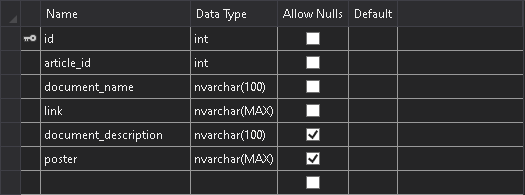 Name Data Type Allow Nulls Default
id int
article_id int
document_name nvarchar(100)
link nvarchar(MAX)
document_description nvarchar(100)
poster nvarchar(MAX)